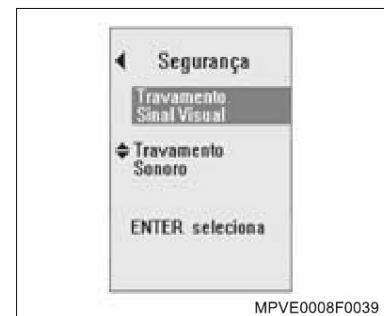 Segurança
Travamento
Sinal Visual
Travamento
Sonoro
ENTER seleciona
MPVE0008F0039